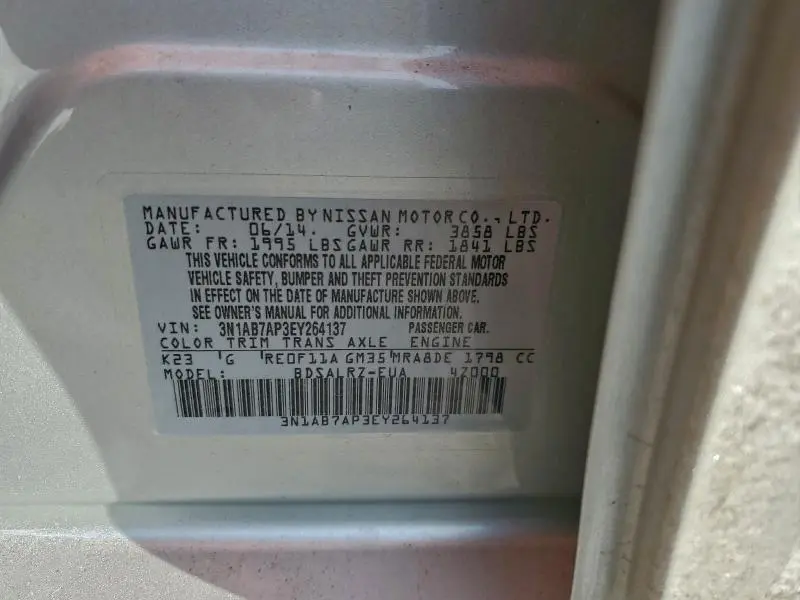 MANUFACTURED BY NISSAN MOTOR CO., LTD.
DATE: 06/14. GVWR: 3858 LBS
GAWR FR: 1995 LBS GAWR RR: 1841 LBS
THIS VEHICLE CONFORMS TO ALL APPLICABLE FEDERAL MOTOR
VEHICLE SAFETY, BUMPER AND THEFT PREVENTION STANDARDS
IN EFFECT ON THE DATE OF MANUFACTURE SHOWN ABOVE.
SEE OWNER'S MANUAL FOR ADDITIONAL INFORMATION.
VIN: 3N1AB7AP3EY264137 PASSENGER CAR.
COLOR TRIM TRANS AXLE ENGINE
K23 G RE0F11A GM35 MRA8DE 1798 CC
MODEL: BDSALRZ-EUA 4Z000
3N1AB7AP3EY264137